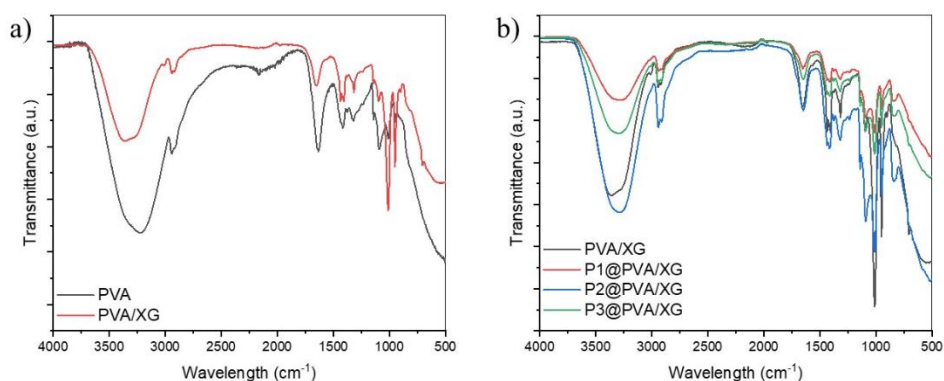 a)
Transmittance (a.u.)
PVA
PVA/XG
4000 3500 3000 2500 2000 1500 1000 500
Wavelength (cm⁻¹)
b)
Transmittance (a.u.)
PVA/XG
P1@PVA/XG
P2@PVA/XG
P3@PVA/XG
4000 3500 3000 2500 2000 1500 1000 500
Wavelength (cm⁻¹)